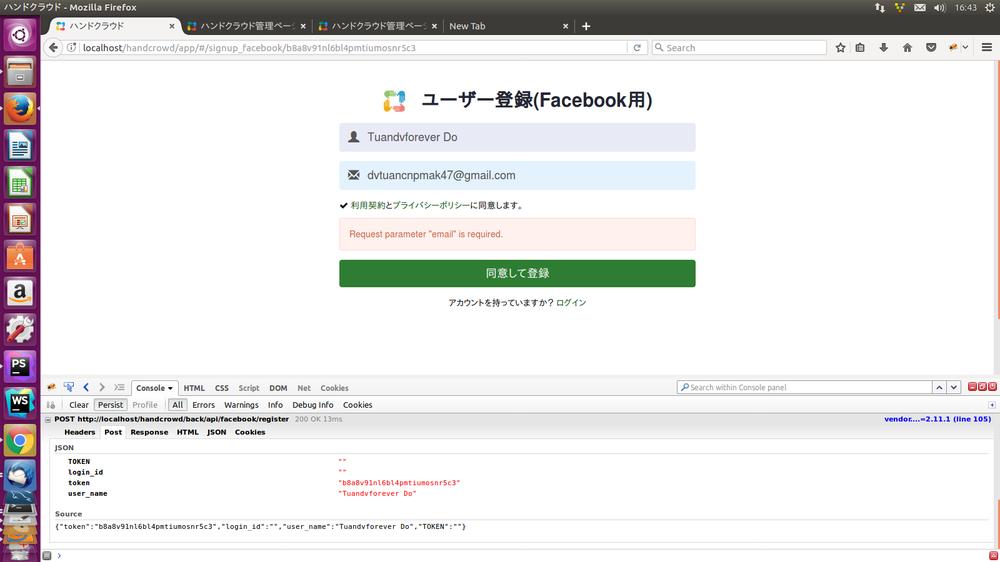 ハンドクラウド - Mozilla Firefox
16:43
ハンドクラウド
ハンドクラウド管理ペー
ハンドクラウド管理ペー
New Tab
localhost/handcrowd/app/#/signup_facebook/b8a8v91nl6bl4pmtiumosnr5c3
Search
ユーザー登録(Facebook用)
Tuandvforever Do
dvtuancnpmak47@gmail.com
利用契約とプライバシーポリシーに同意します。
Request parameter "email" is required.
同意して登録
アカウントを持っていますか? ログイン
Console HTML CSS Script DOM Net Cookies
Search within Console panel
Clear Persist Profile All Errors Warnings Info Debug Info Cookies
POST http://localhost/handcrowd/back/api/facebook/register 200 OK 13ms
vendor....=2.11.1 (line 105)
Headers Post Response HTML JSON Cookies
JSON
TOKEN ""
login_id ""
token "b8a8v91nl6bl4pmtiumosnr5c3"
user_name "Tuandvforever Do"
Source
{"token":"b8a8v91nl6bl4pmtiumosnr5c3","login_id":"","user_name":"Tuandvforever Do","TOKEN":""}